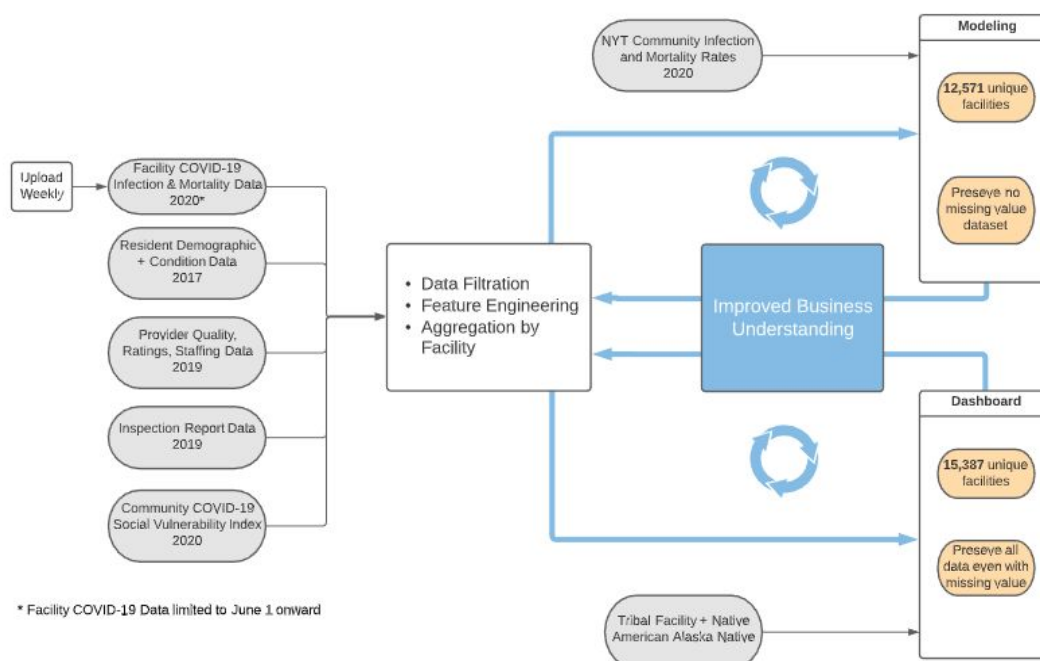 NYT Community Infection
and Mortality Rates
2020
Modeling
12,571 unique
facilities
Preseve no
missing value
dataset
Upload
Weekly
Facility COVID-19
Infection & Mortality Data
2020*
Resident Demographic
+ Condition Data
2017
Provider Quality,
Ratings, Staffing Data
2019
Inspection Report Data
2019
Community COVID-19
Social Vulnerability Index
2020
• Data Filtration
• Feature Engineering
• Aggregation by
Facility
Improved Business
Understanding
Dashboard
15,387 unique
facilities
Preseve all
data even with
missing value
Tribal Facility + Native
American Alaska Native
* Facility COVID-19 Data limited to June 1 onward